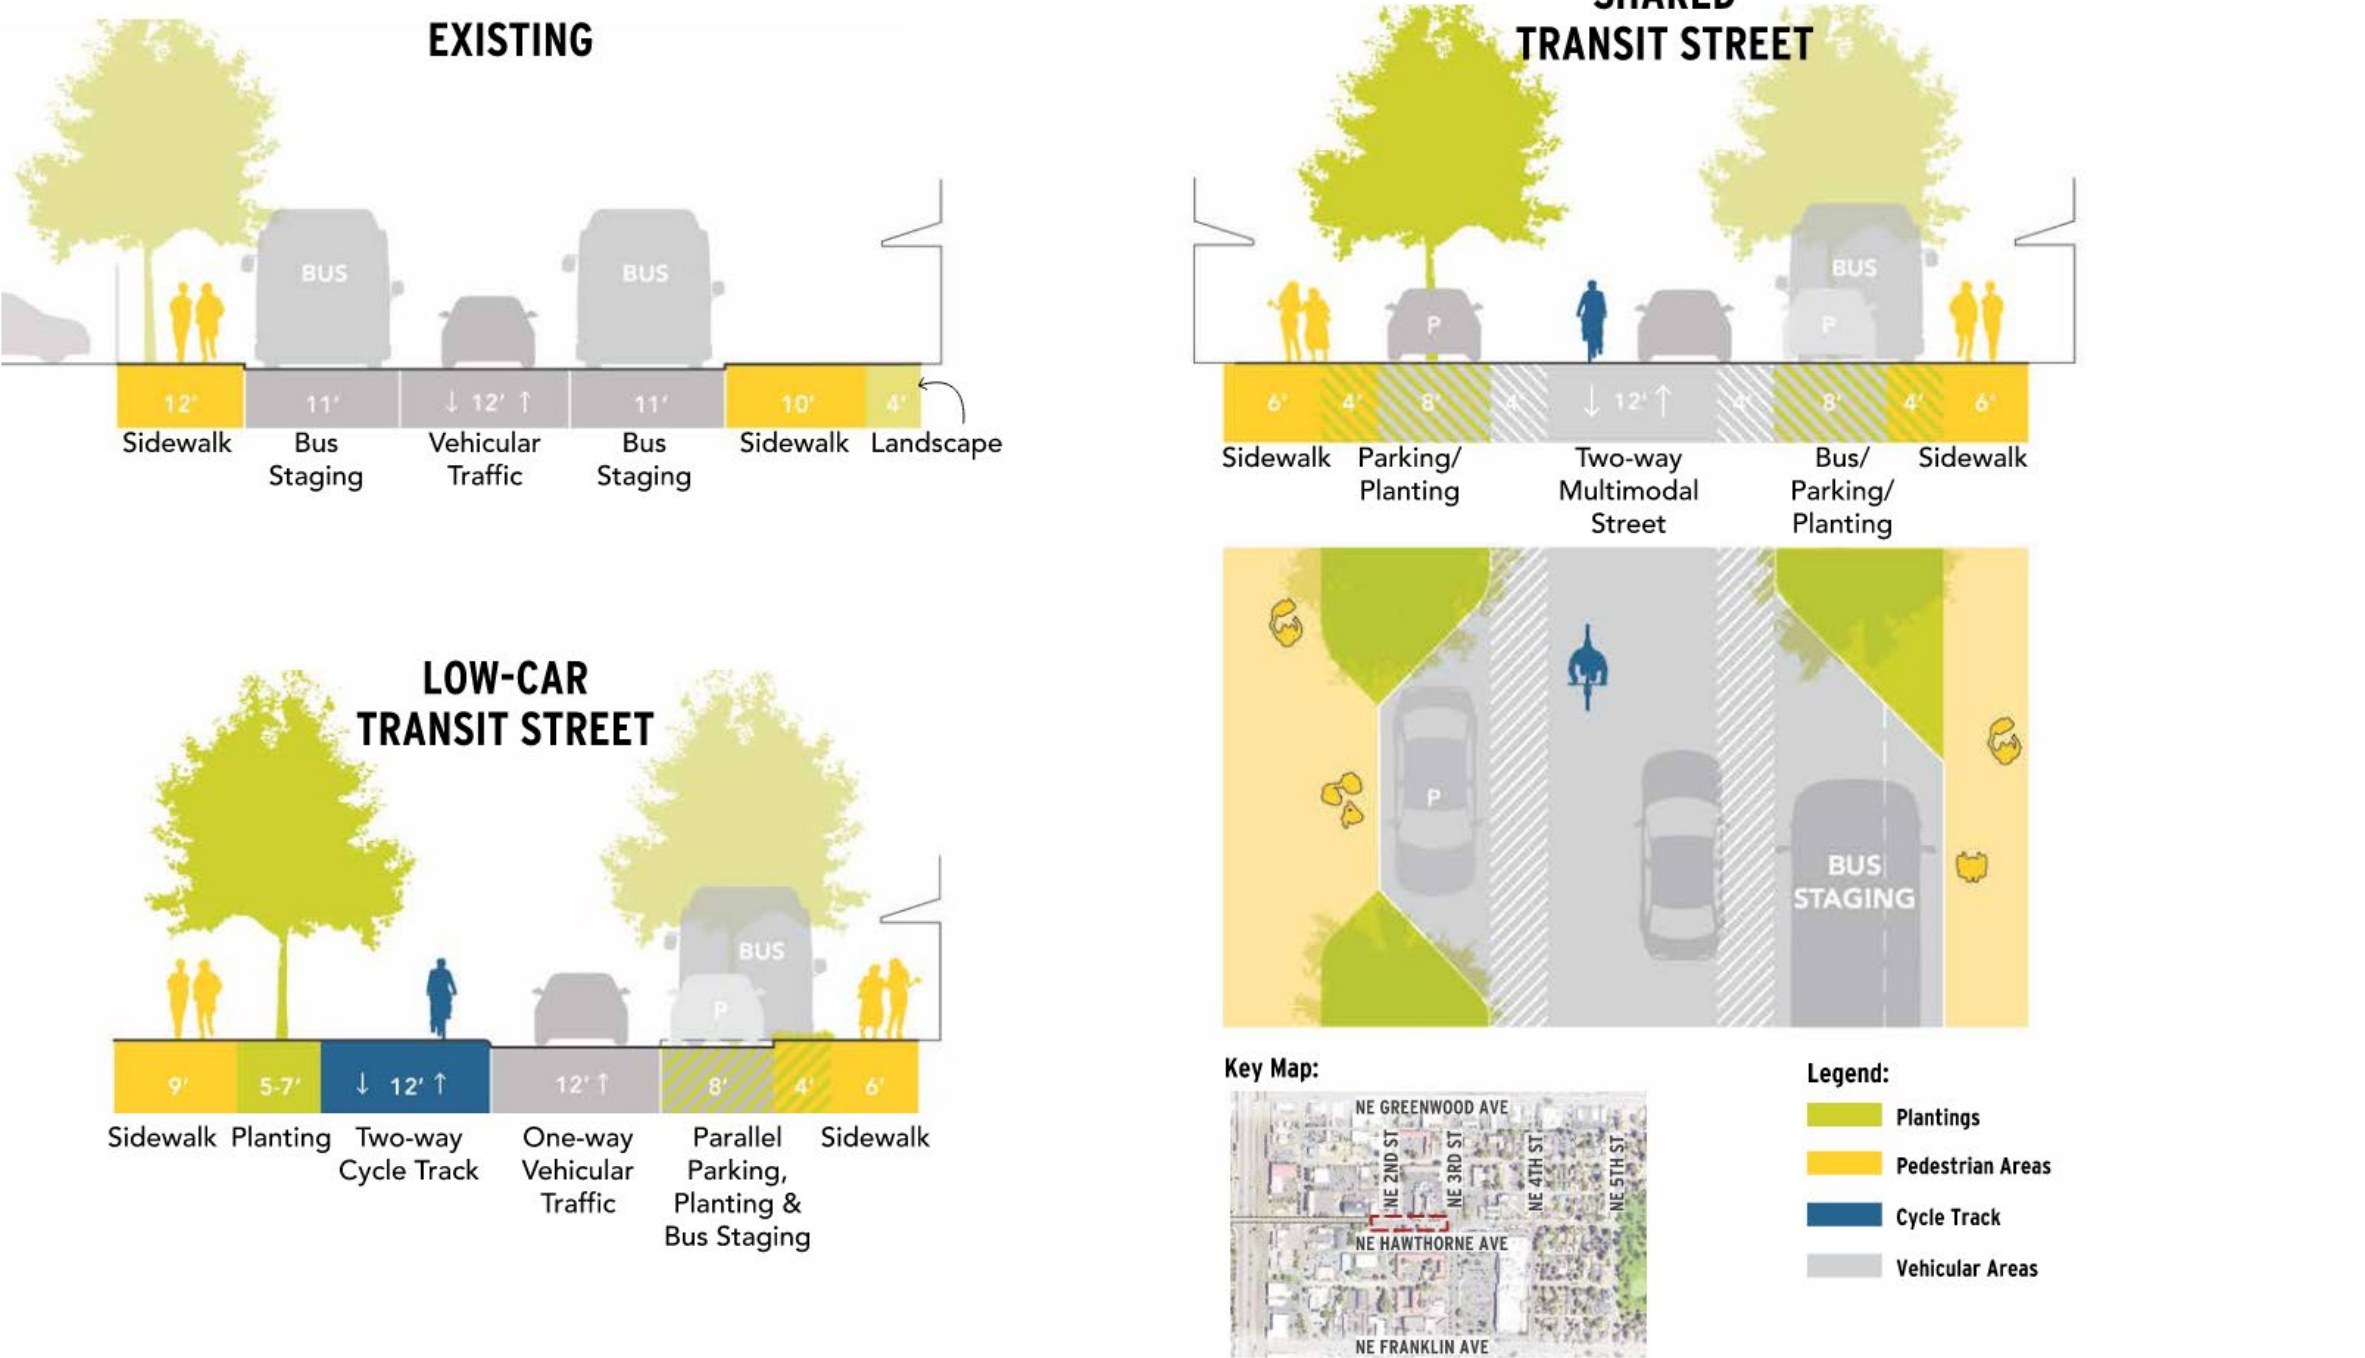 EXISTING
BUS
BUS
12'
11'
↓ 12' ↑
11'
10'
4'
Sidewalk
Bus
Staging
Vehicular
Traffic
Bus
Staging
Sidewalk
Landscape
SHARED
TRANSIT STREET
P
BUS
P
6'
4'
8'
4'
↓ 12' ↑
4'
8'
4'
6'
Sidewalk
Parking/
Planting
Two-way
Multimodal
Street
Bus/
Parking/
Planting
Sidewalk
P
BUS
STAGING
LOW-CAR
TRANSIT STREET
BUS
P
9'
5-7'
↓ 12' ↑
12' ↑
8'
4'
6'
Sidewalk
Planting
Two-way
Cycle Track
One-way
Vehicular
Traffic
Parallel
Parking,
Planting &
Bus Staging
Sidewalk
Key Map:
NE GREENWOOD AVE
NE 2ND ST
NE 3RD ST
NE 4TH ST
NE 5TH ST
NE HAWTHORNE AVE
NE FRANKLIN AVE
Legend:
Plantings
Pedestrian Areas
Cycle Track
Vehicular Areas